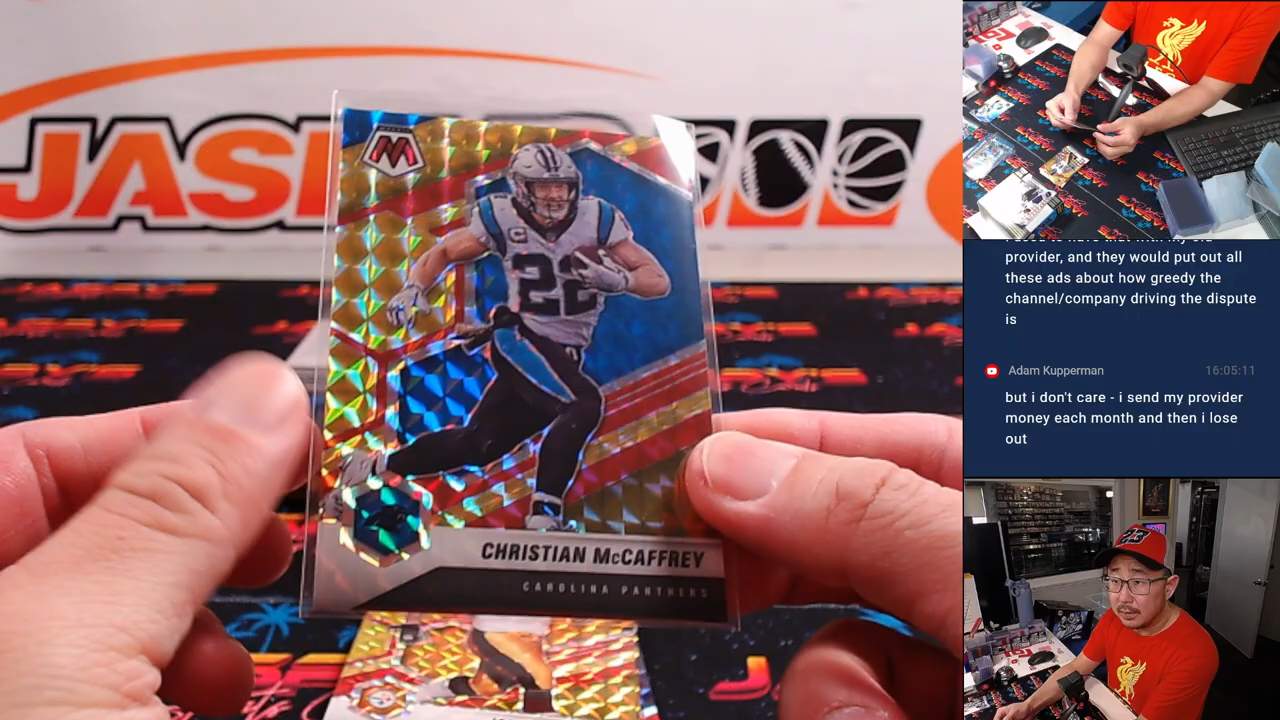 JAS
22
C
CHRISTIAN McCAFFREY
CAROLINA PANTHERS
provider, and they would put out all
these ads about how greedy the
channel/company driving the dispute
is
Adam Kupperman 16:05:11
but i don't care - i send my provider
money each month and then i lose
out